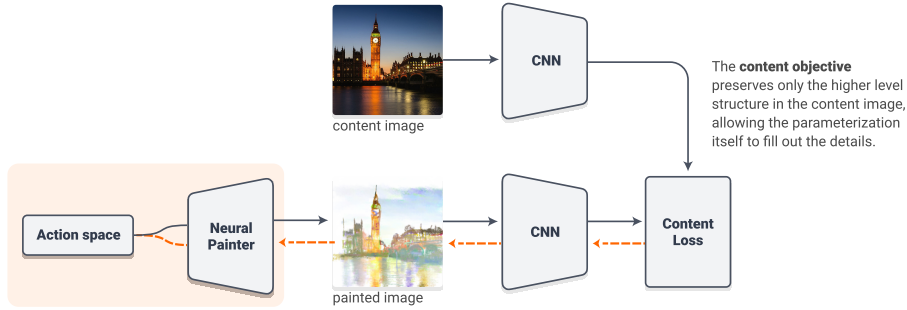 CNN
content image
The content objective
preserves only the higher level
structure in the content image,
allowing the parameterization
itself to fill out the details.
Action space
Neural
Painter
painted image
CNN
Content
Loss